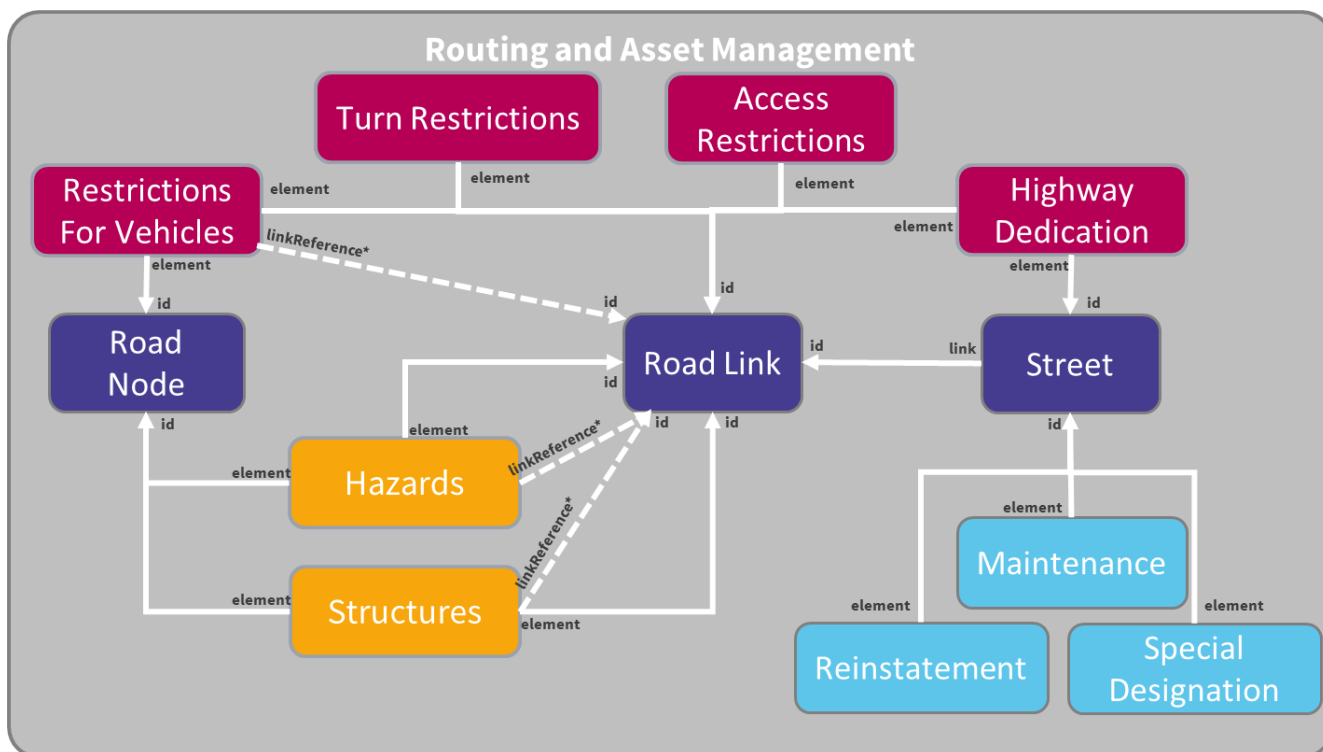 Routing and Asset Management
Turn Restrictions
Access
Restrictions
Restrictions
For Vehicles
Highway
Dedication
element
element
element
element
linkReference*
element
element
id
id
id
id
Road
Node
Road Link
Street
id
link
id
id
id
id
id
element
linkReference*
element
Hazards
linkReference*
element
Structures
element
element
Maintenance
element
element
Reinstatement
Special
Designation